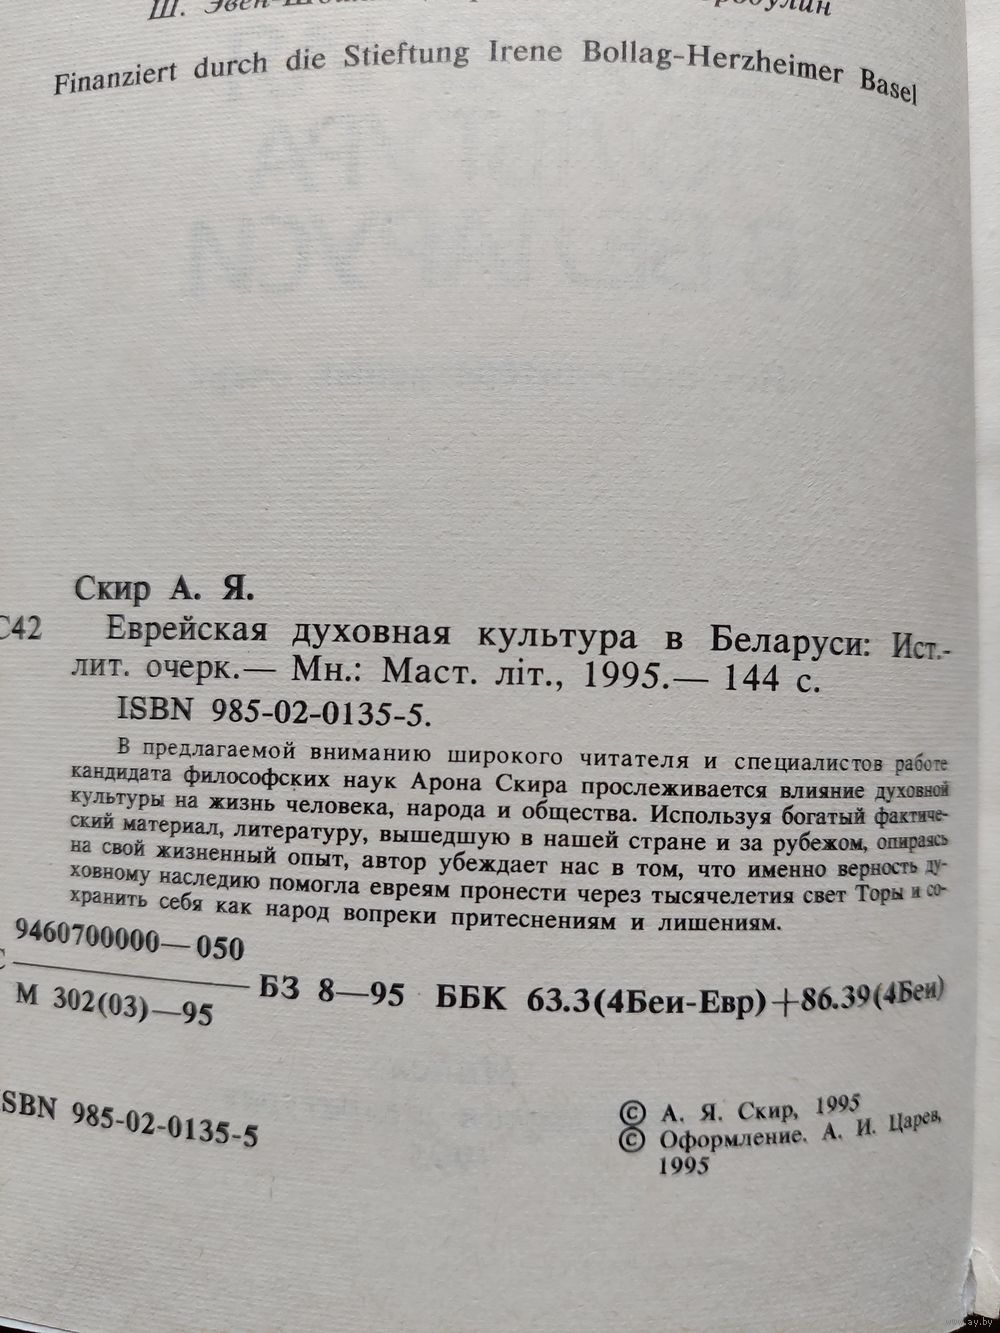 Ш. Эвен-
Finanziert durch die Stieftung Irene Bollag-Herzheimer Basel
Скир А. Я.
С42 Еврейская духовная культура в Беларуси: Ист.-
лит. очерк.— Мн.: Маст. літ., 1995.— 144 с.
ISBN 985-02-0135-5.
В предлагаемой вниманию широкого читателя и специалистов работе
кандидата философских наук Арона Скира прослеживается влияние духовной
культуры на жизнь человека, народа и общества. Используя богатый фактиче-
ский материал, литературу, вышедшую в нашей стране и за рубежом, опираясь
на свой жизненный опыт, автор убеждает нас в том, что именно верность ду-
ховному наследию помогла евреям пронести через тысячелетия свет Торы и со-
хранить себя как народ вопреки притеснениям и лишениям.
9460700000—050
С
М 302(03)—95
БЗ 8—95 ББК 63.3(4Беи-Евр)+86.39(4Беи)
ISBN 985-02-0135-5
© А. Я. Скир, 1995
© Оформление. А. И. Царев,
1995
www.ay.by